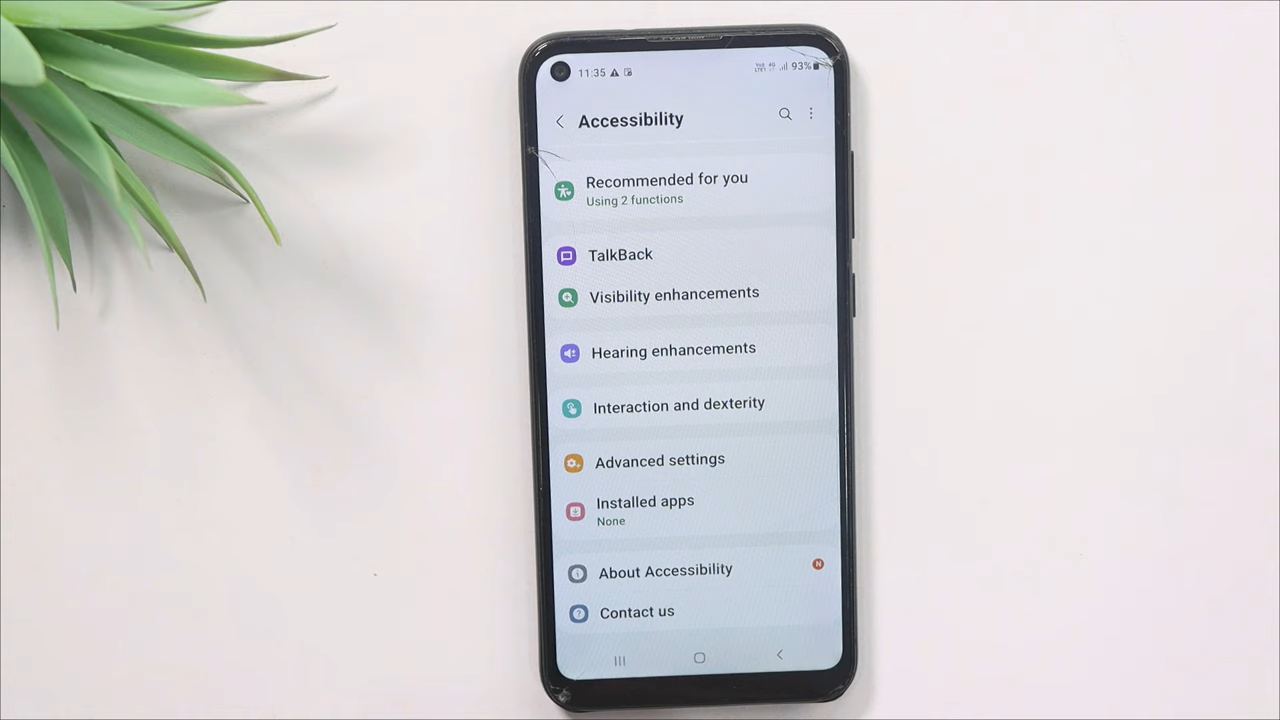 11:35
93%
Accessibility
Recommended for you
Using 2 functions
TalkBack
Visibility enhancements
Hearing enhancements
Interaction and dexterity
Advanced settings
Installed apps
None
About Accessibility
N
Contact us